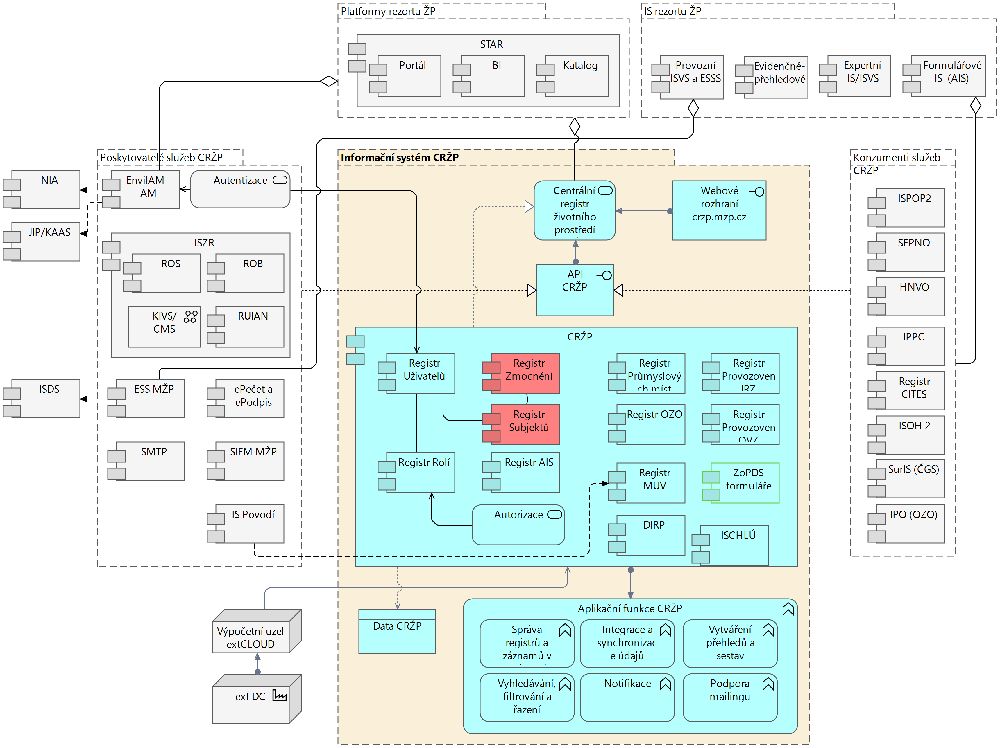 Platformy rezortu ŽP
STAR
Portál
BI
Katalog
IS rezortu ŽP
Provozní
ISVS a ESSS
Evidenčně-
přehledové
Expertní
IS/ISVS
Formulářové
IS (AIS)
Poskytovatelé služeb CRŽP
NIA
JIP/KAAS
EnviIAM -
AM
Autentizace
ISZR
ROS
ROB
KIVS/
CMS
RUIAN
ISDS
ESS MŽP
ePečet a
ePodpis
SMTP
SIEM MŽP
IS Povodí
Informační systém CRŽP
Centrální
registr
životního
prostředí
Webové
rozhraní
crzp.mzp.cz
API
CRŽP
CRŽP
Registr
Uživatelů
Registr
Zmocnění
Registr
Průmyslový
ch míst
Registr
Provozoven
IRZ
Registr
Subjektů
Registr OZO
Registr
Provozoven
OVZ
Registr Rolí
Registr AIS
Registr
MUV
ZoPDS
formuláře
Autorizace
DIRP
ISCHLÚ
Konzumenti služeb
CRŽP
ISPOP2
SEPNO
HNVO
IPPC
Registr
CITES
ISOH 2
SurIS (ČGS)
IPO (OZO)
Výpočetní uzel
extCLOUD
ext DC
Data CRŽP
Aplikační funkce CRŽP
Správa
registrů a
záznamů v
Integrace a
synchronizac
e údajů
Vytváření
přehledů a
sestav
Vyhledávání,
filtrování a
řazení
Notifikace
Podpora
mailingu